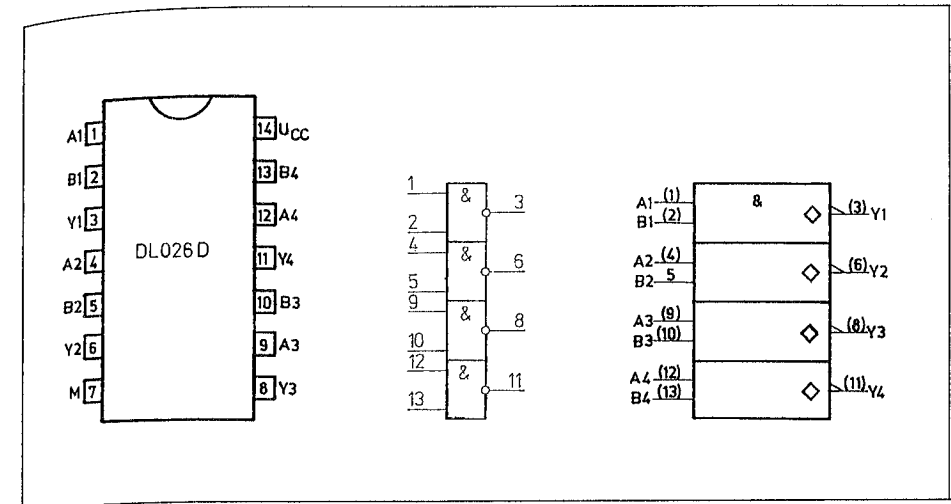 A1 1
B1 2
Y1 3
A2 4
B2 5
Y2 6
M 7
DL026D
14 UCC
13 B4
12 A4
11 Y4
10 B3
9 A3
8 Y3
1
2
&
3
4
5
&
6
9
10
&
8
12
13
&
11
A1 (1)
B1 (2)
&
(3) Y1
A2 (4)
B2 5
(6) Y2
A3 (9)
B3 (10)
(8) Y3
A4 (12)
B4 (13)
(11) Y4